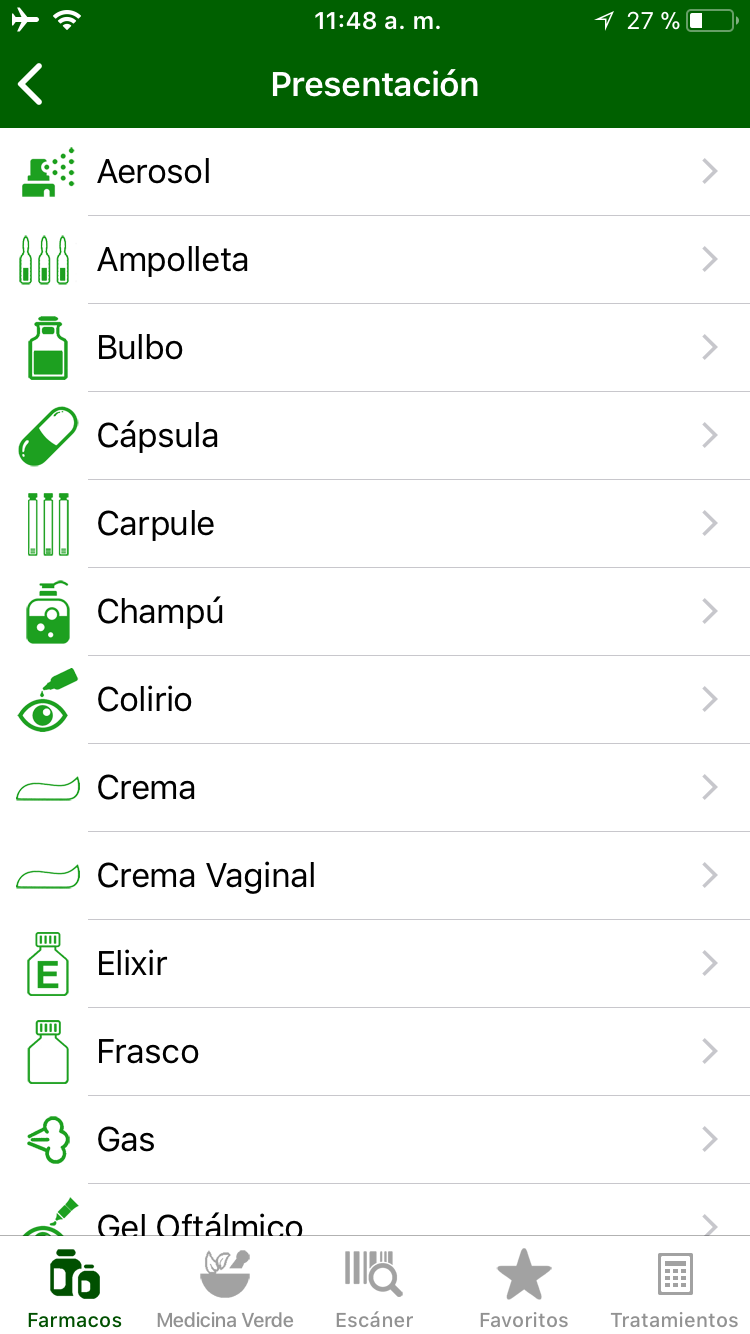 11:48 a. m.
27 %
Presentación
Aerosol
Ampolleta
Bulbo
Cápsula
Carpule
Champú
Colirio
Crema
Crema Vaginal
E
Elixir
Frasco
Gas
Gel Oftálmico
Farmacos
Medicina Verde
Escáner
Favoritos
Tratamientos